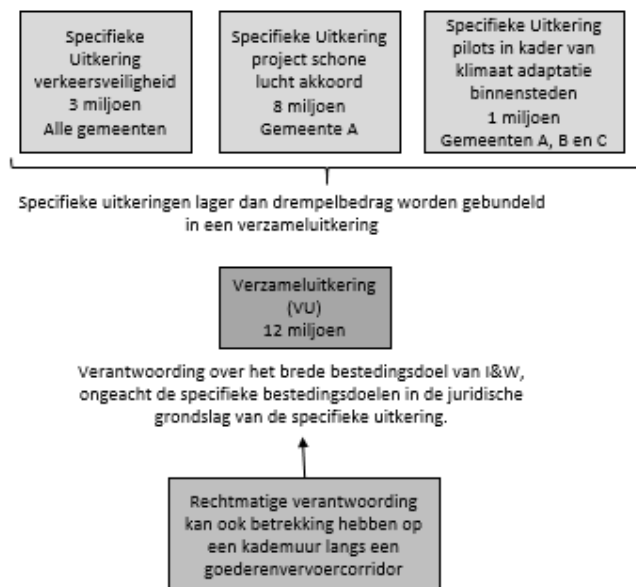 Specifieke
Uitkering
verkeersveiligheid
3 miljoen
Alle gemeenten
Specifieke Uitkering
project schone
lucht akkoord
8 miljoen
Gemeente A
Specifieke Uitkering
pilots in kader van
klimaat adaptatie
binnensteden
1 miljoen
Gemeenten A, B en C
Specifieke uitkeringen lager dan drempelbedrag worden gebundeld
in een verzameluitkering
Verzameluitkering
(VU)
12 miljoen
Verantwoording over het brede bestedingsdoel van I&W,
ongeacht de specifieke bestedingsdoelen in de juridische
grondslag van de specifieke uitkering.
Rechtmatige verantwoording
kan ook betrekking hebben op
een kademuur langs een
goederenvervoercorridor